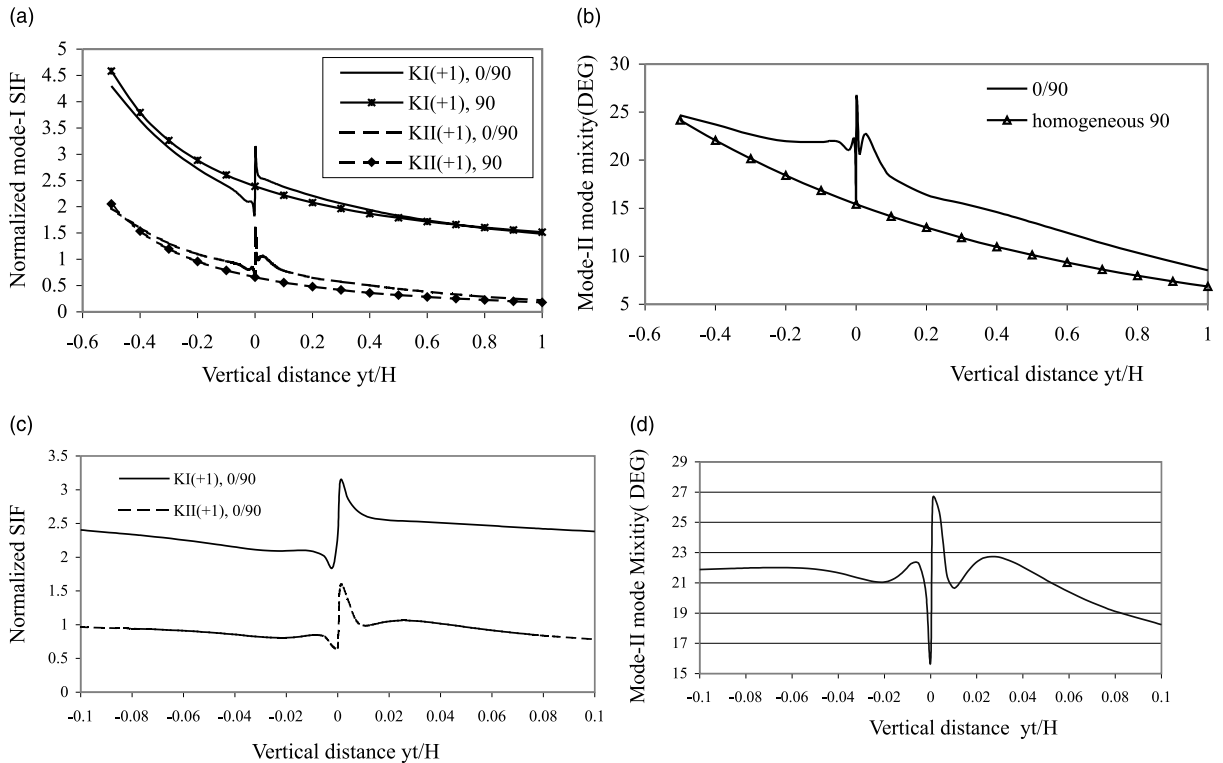 (a)
Normalized mode-I SIF
5
4.5
4
3.5
3
2.5
2
1.5
1
0.5
0
KI(+1), 0/90
KI(+1), 90
KII(+1), 0/90
KII(+1), 90
-0.6 -0.4 -0.2 0 0.2 0.4 0.6 0.8 1
Vertical distance yt/H
(b)
Mode-II mode mixity(DEG)
30
25
20
15
10
5
0/90
homogeneous 90
-0.6 -0.4 -0.2 0 0.2 0.4 0.6 0.8 1
Vertical distance yt/H
(c)
Normalized SIF
3.5
3
2.5
2
1.5
1
0.5
0
KI(+1), 0/90
KII(+1), 0/90
-0.1 -0.08 -0.06 -0.04 -0.02 0 0.02 0.04 0.06 0.08 0.1
Vertical distance yt/H
(d)
Mode-II mode Mixitiy( DEG)
29
27
25
23
21
19
17
15
-0.1 -0.08 -0.06 -0.04 -0.02 0 0.02 0.04 0.06 0.08 0.1
Vertical distance yt/H